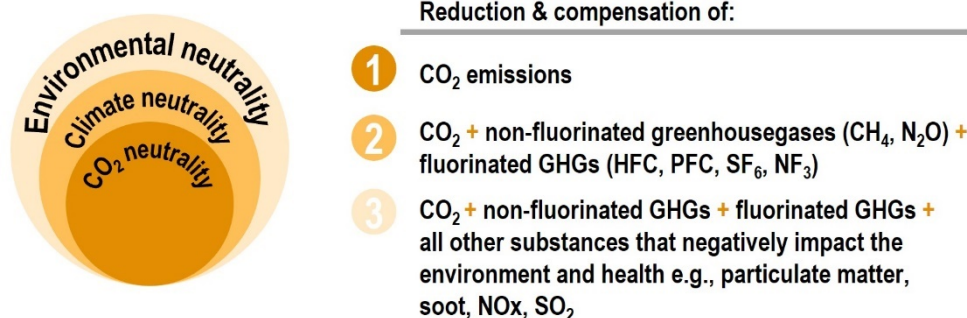 Environmental neutrality
Climate neutrality
CO₂ neutrality
Reduction & compensation of:
1 CO₂ emissions
2 CO₂ + non-fluorinated greenhousegases (CH₄, N₂O) +
fluorinated GHGs (HFC, PFC, SF₆, NF₃)
3 CO₂ + non-fluorinated GHGs + fluorinated GHGs +
all other substances that negatively impact the
environment and health e.g., particulate matter,
soot, NOx, SO₂